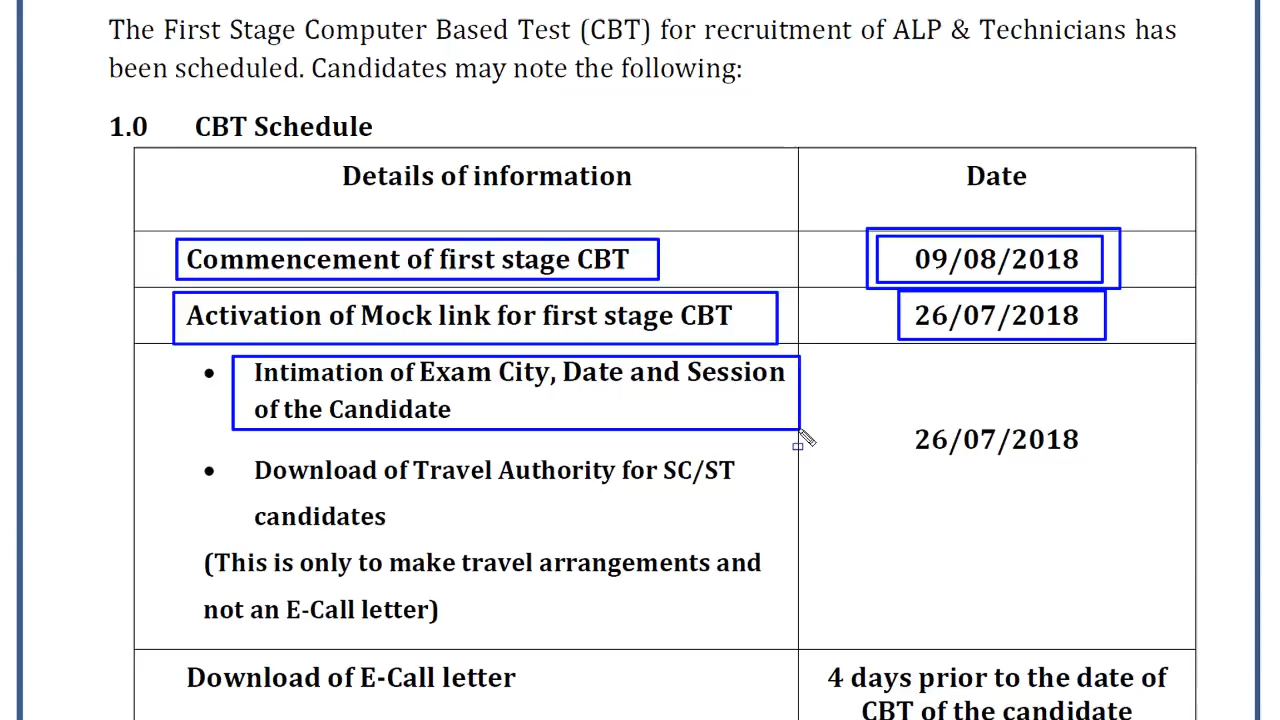 The First Stage Computer Based Test (CBT) for recruitment of ALP & Technicians has
been scheduled. Candidates may note the following:
1.0 CBT Schedule
Details of information Date
Commencement of first stage CBT 09/08/2018
Activation of Mock link for first stage CBT 26/07/2018
• Intimation of Exam City, Date and Session
of the Candidate
26/07/2018
• Download of Travel Authority for SC/ST
candidates
(This is only to make travel arrangements and
not an E-Call letter)
Download of E-Call letter 4 days prior to the date of
CBT of the candidate